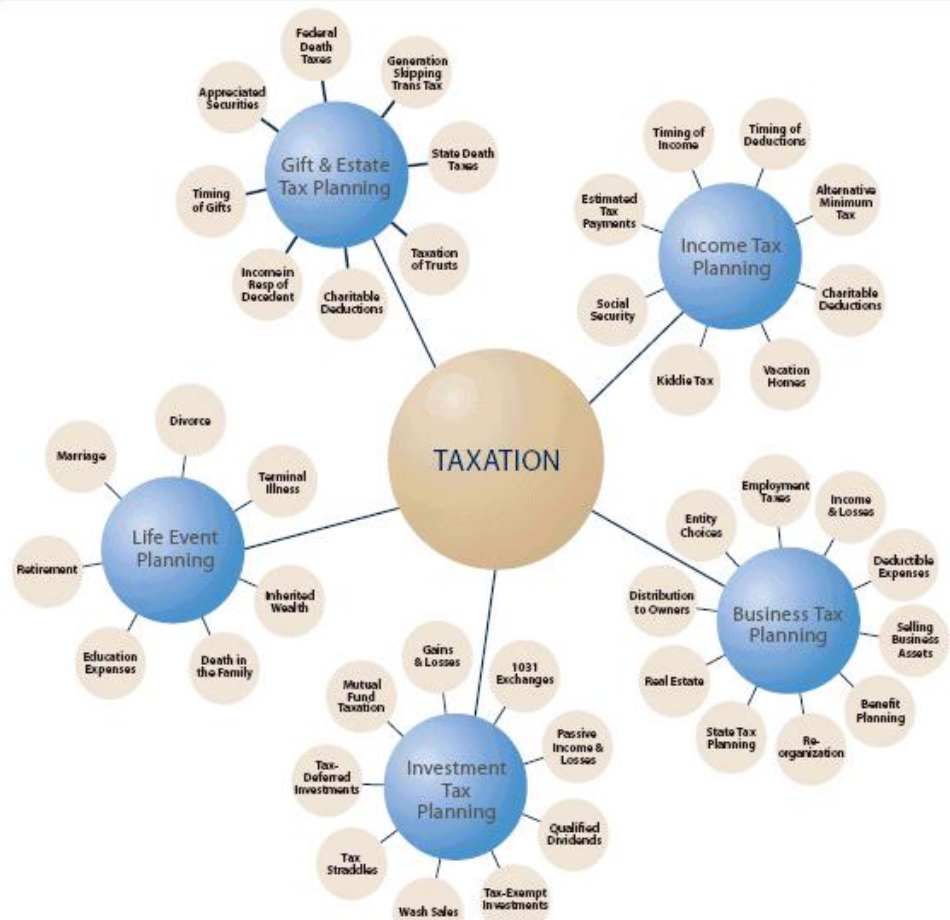 Federal
Death
Taxes
Generation
Skipping
Trans Tax
Appreciated
Securities
State Death
Taxes
Gift & Estate
Tax Planning
Timing
of Gifts
Taxation
of Trusts
Income in
Resp of
Decedent
Charitable
Deductions
Timing of
Income
Timing of
Deductions
Estimated
Tax
Payments
Alternative
Minimum
Tax
Income Tax
Planning
Social
Security
Charitable
Deductions
Kiddie Tax
Vacation
Homes
TAXATION
Divorce
Marriage
Terminal
Illness
Life Event
Planning
Retirement
Inherited
Wealth
Education
Expenses
Death in
the Family
Employment
Taxes
Income
& Losses
Entity
Choices
Deductible
Expenses
Distribution
to Owners
Business Tax
Planning
Selling
Business
Assets
Real Estate
Benefit
Planning
State Tax
Planning
Re-
organization
Gains
& Losses
1031
Exchanges
Mutual
Fund
Taxation
Passive
Income &
Losses
Tax-
Deferred
Investments
Investment
Tax
Planning
Qualified
Dividends
Tax
Straddles
Wash Sales
Tax-Exempt
Investments